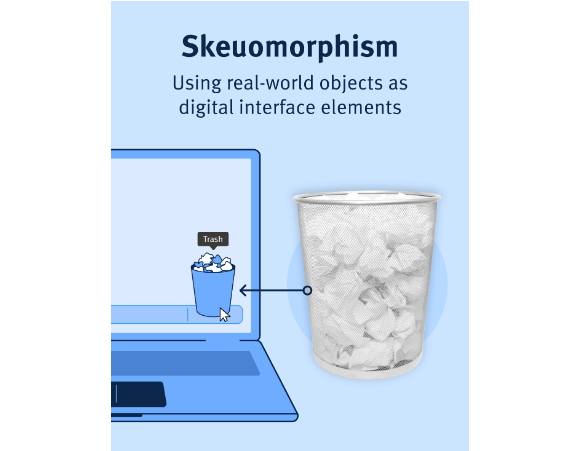 Skeuomorphism
Using real-world objects as
digital interface elements
Trash